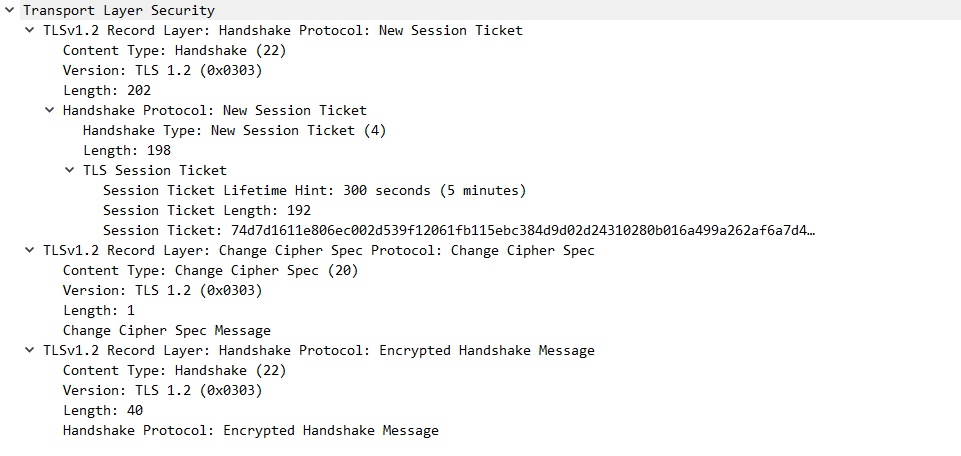 Transport Layer Security
TLSv1.2 Record Layer: Handshake Protocol: New Session Ticket
Content Type: Handshake (22)
Version: TLS 1.2 (0x0303)
Length: 202
Handshake Protocol: New Session Ticket
Handshake Type: New Session Ticket (4)
Length: 198
TLS Session Ticket
Session Ticket Lifetime Hint: 300 seconds (5 minutes)
Session Ticket Length: 192
Session Ticket: 74d7d1611e806ec002d539f12061fb115ebc384d9d02d24310280b016a499a262af6a7d4…
TLSv1.2 Record Layer: Change Cipher Spec Protocol: Change Cipher Spec
Content Type: Change Cipher Spec (20)
Version: TLS 1.2 (0x0303)
Length: 1
Change Cipher Spec Message
TLSv1.2 Record Layer: Handshake Protocol: Encrypted Handshake Message
Content Type: Handshake (22)
Version: TLS 1.2 (0x0303)
Length: 40
Handshake Protocol: Encrypted Handshake Message